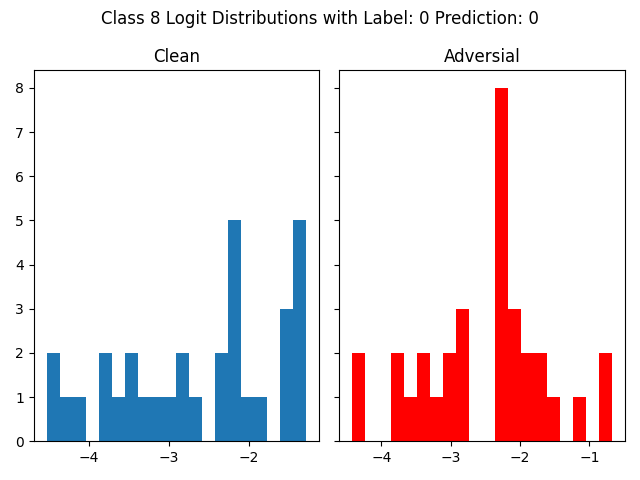 Class 8 Logit Distributions with Label: 0 Prediction: 0
Clean
Adversial
8
7
6
5
4
3
2
1
0
−4 −3 −2
−4 −3 −2 −1